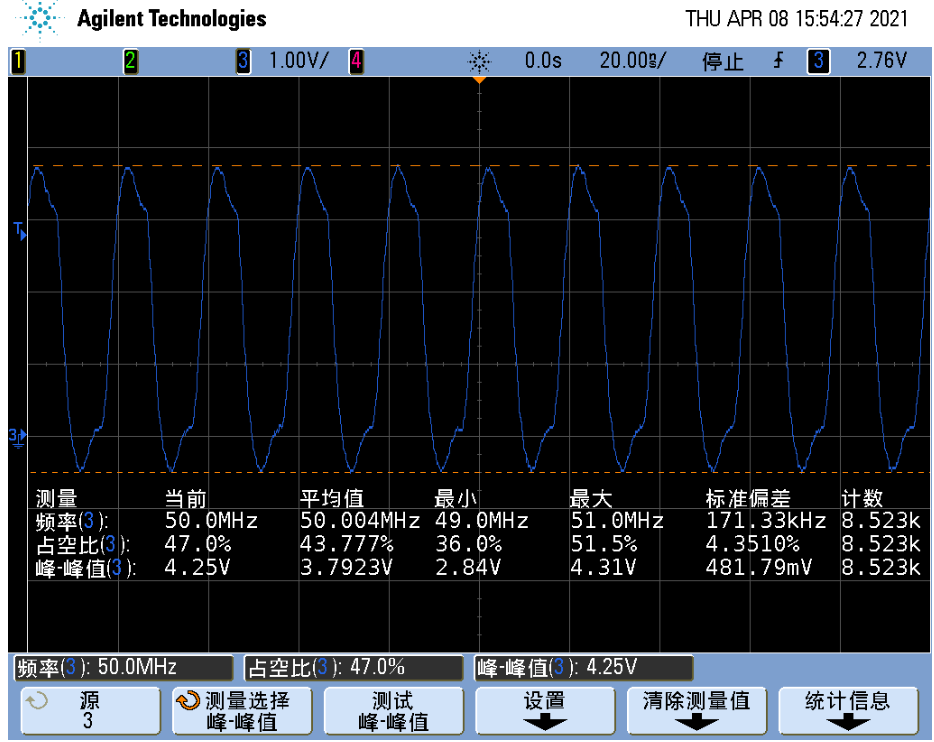 Agilent Technologies THU APR 08 15:54:27 2021
1 2 3 1.00V/ 4 0.0s 20.00ns/ 停止 3 2.76V
T
3
测量 当前 平均值 最小 最大 标准偏差 计数
频率(3): 50.0MHz 50.004MHz 49.0MHz 51.0MHz 171.33kHz 8.523k
占空比(3): 47.0% 43.777% 36.0% 51.5% 4.3510% 8.523k
峰-峰值(3): 4.25V 3.7923V 2.84V 4.31V 481.79mV 8.523k
频率(3): 50.0MHz 占空比(3): 47.0% 峰-峰值(3): 4.25V
源 测量选择 测试 设置 清除测量值 统计信息
3 峰-峰值 峰-峰值